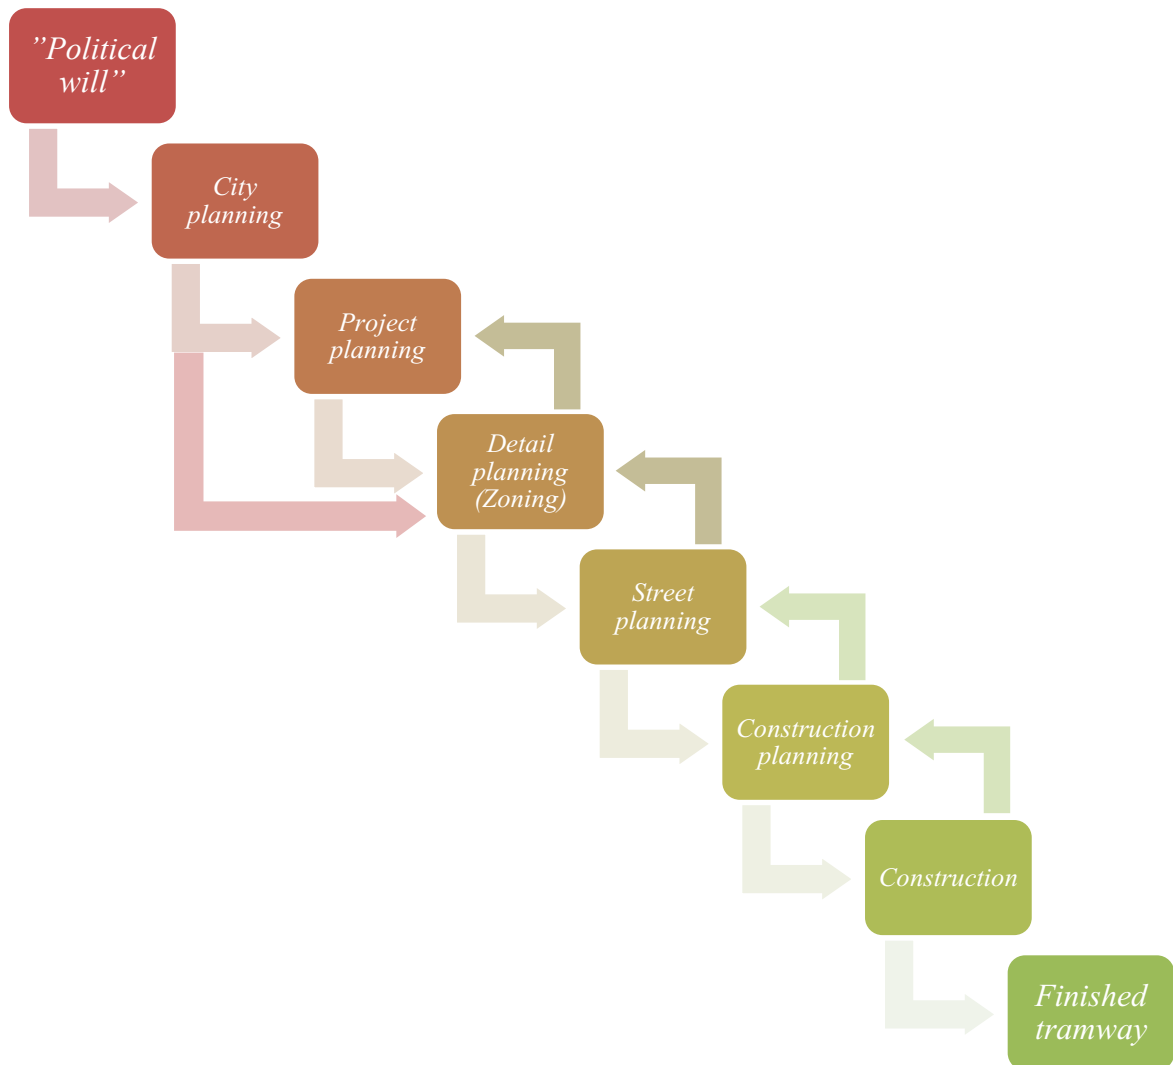 ”Political
will”
City
planning
Project
planning
Detail
planning
(Zoning)
Street
planning
Construction
planning
Construction
Finished
tramway